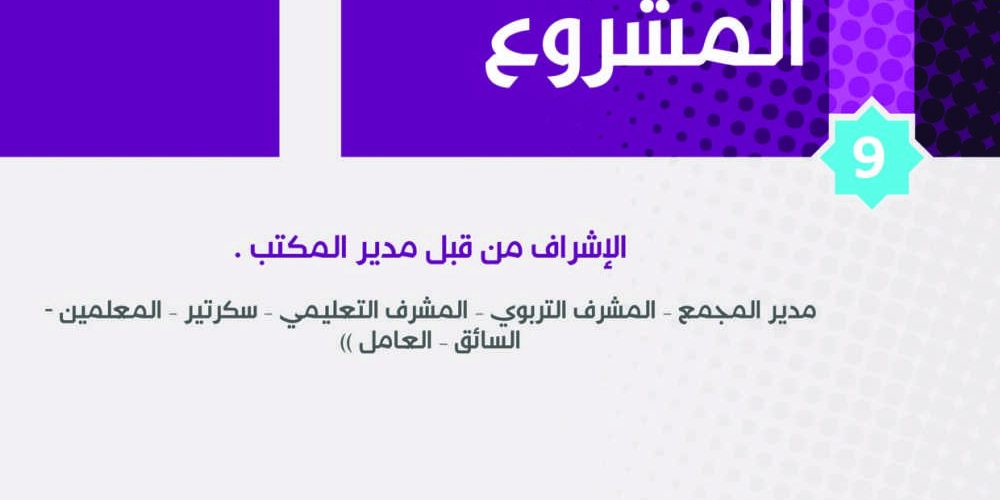 المشروع
9
الإشراف من قبل مدير المكتب .
مدير المجمع - المشرف التربوي - المشرف التعليمي - سكرتير - المعلمين -
السائق - العامل ))